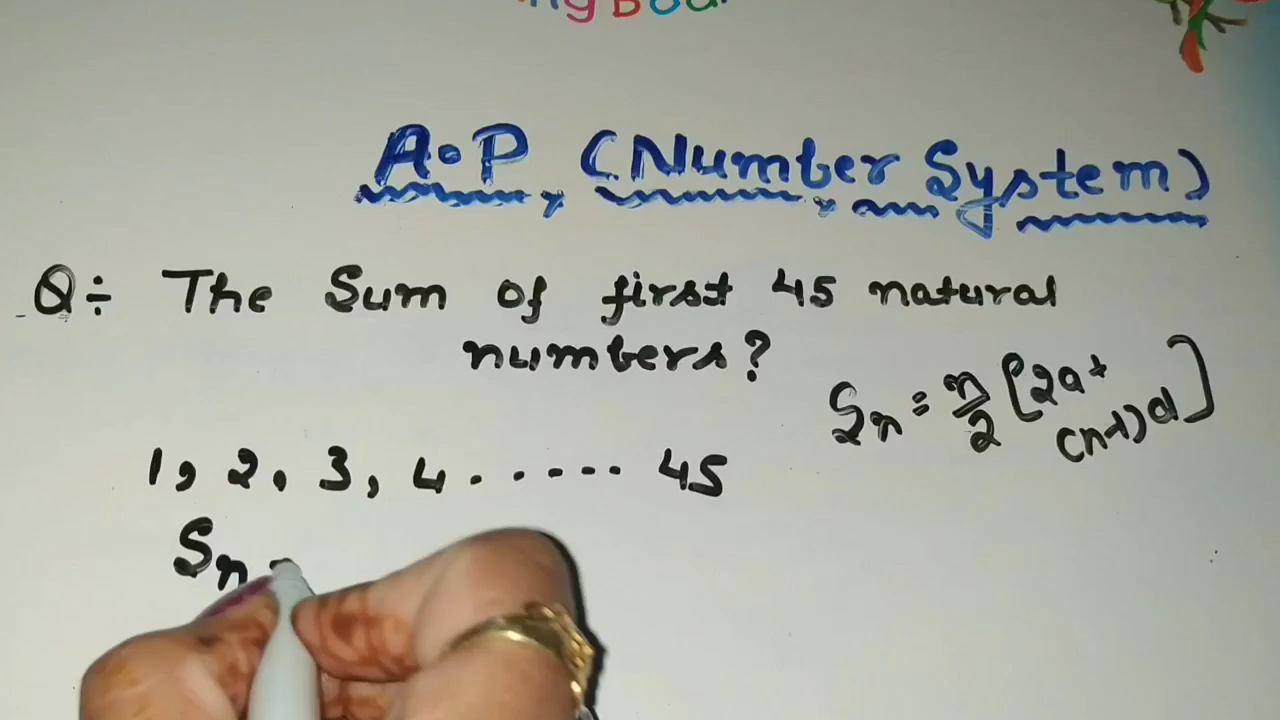 A.P (Number System)
Q÷ The Sum of first 45 natural
numbers?
Sn = n/2 [2a+
(n-1)d]
1, 2, 3, 4 ...... 45
Sn